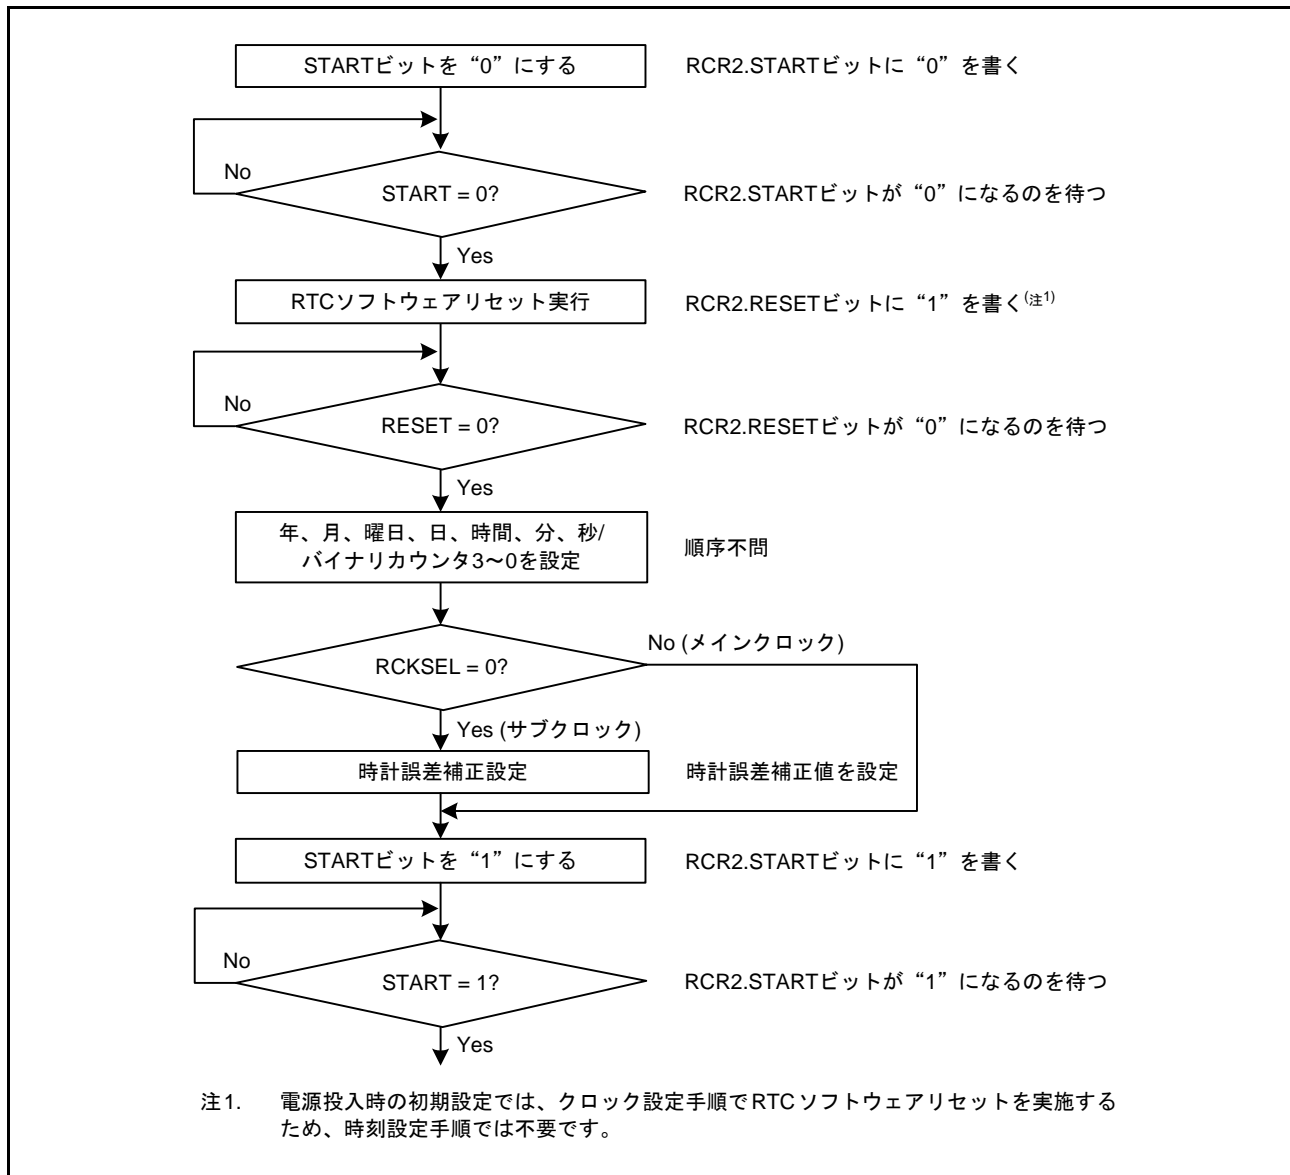 STARTビットを“0”にする
RCR2.STARTビットに“0”を書く
No
START = 0?
RCR2.STARTビットが“0”になるのを待つ
Yes
RTCソフトウェアリセット実行
RCR2.RESETビットに“1”を書く(注1)
No
RESET = 0?
RCR2.RESETビットが“0”になるのを待つ
Yes
年、月、曜日、日、時間、分、秒/
バイナリカウンタ3～0を設定
順序不問
No (メインクロック)
RCKSEL = 0?
Yes (サブクロック)
時計誤差補正設定
時計誤差補正値を設定
STARTビットを“1”にする
RCR2.STARTビットに“1”を書く
No
START = 1?
RCR2.STARTビットが“1”になるのを待つ
Yes
注1. 電源投入時の初期設定では、クロック設定手順でRTCソフトウェアリセットを実施する
ため、時刻設定手順では不要です。